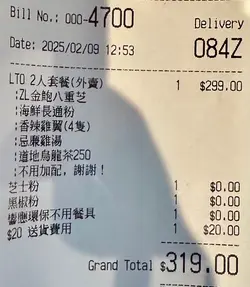 Bill No.: 000-4700
Delivery
Date: 2025/02/09 12:53
084Z
LTO 2人套餐(外賣) 1 $299.00
¦ZL金鮑八重芝
¦海鮮長通粉
¦香辣雞翼(4隻)
¦忌廉雞湯
¦道地烏龍茶250
¦不用加配，謝謝！
芝士粉 1 $0.00
黑椒粉 1 $0.00
響應環保不用餐具 1 $0.00
$20 送貨費用 1 $20.00
Grand Total $319.00